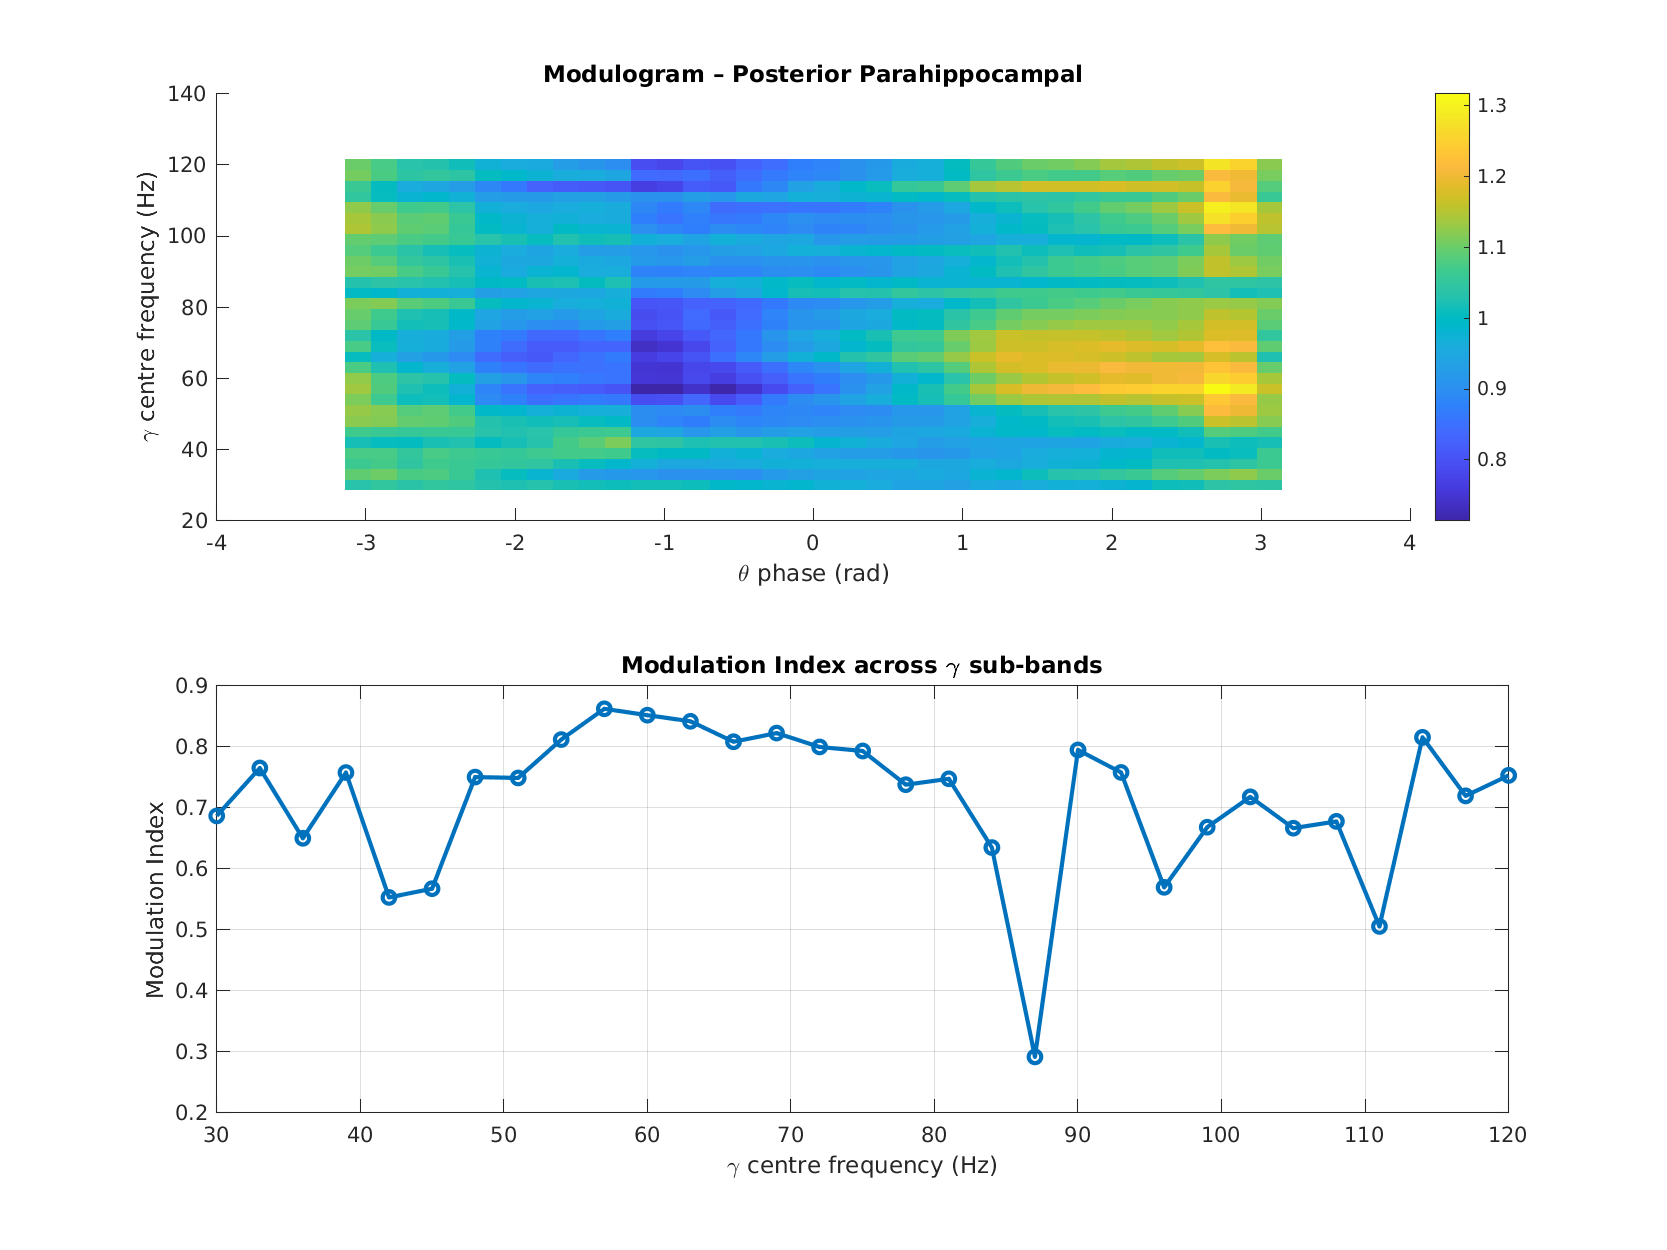 Modulogram – Posterior Parahippocampal
γ centre frequency (Hz)
140
120
100
80
60
40
20
-4 -3 -2 -1 0 1 2 3 4
θ phase (rad)
1.3
1.2
1.1
1
0.9
0.8
Modulation Index across γ sub-bands
Modulation Index
0.9
0.8
0.7
0.6
0.5
0.4
0.3
0.2
30 40 50 60 70 80 90 100 110 120
γ centre frequency (Hz)